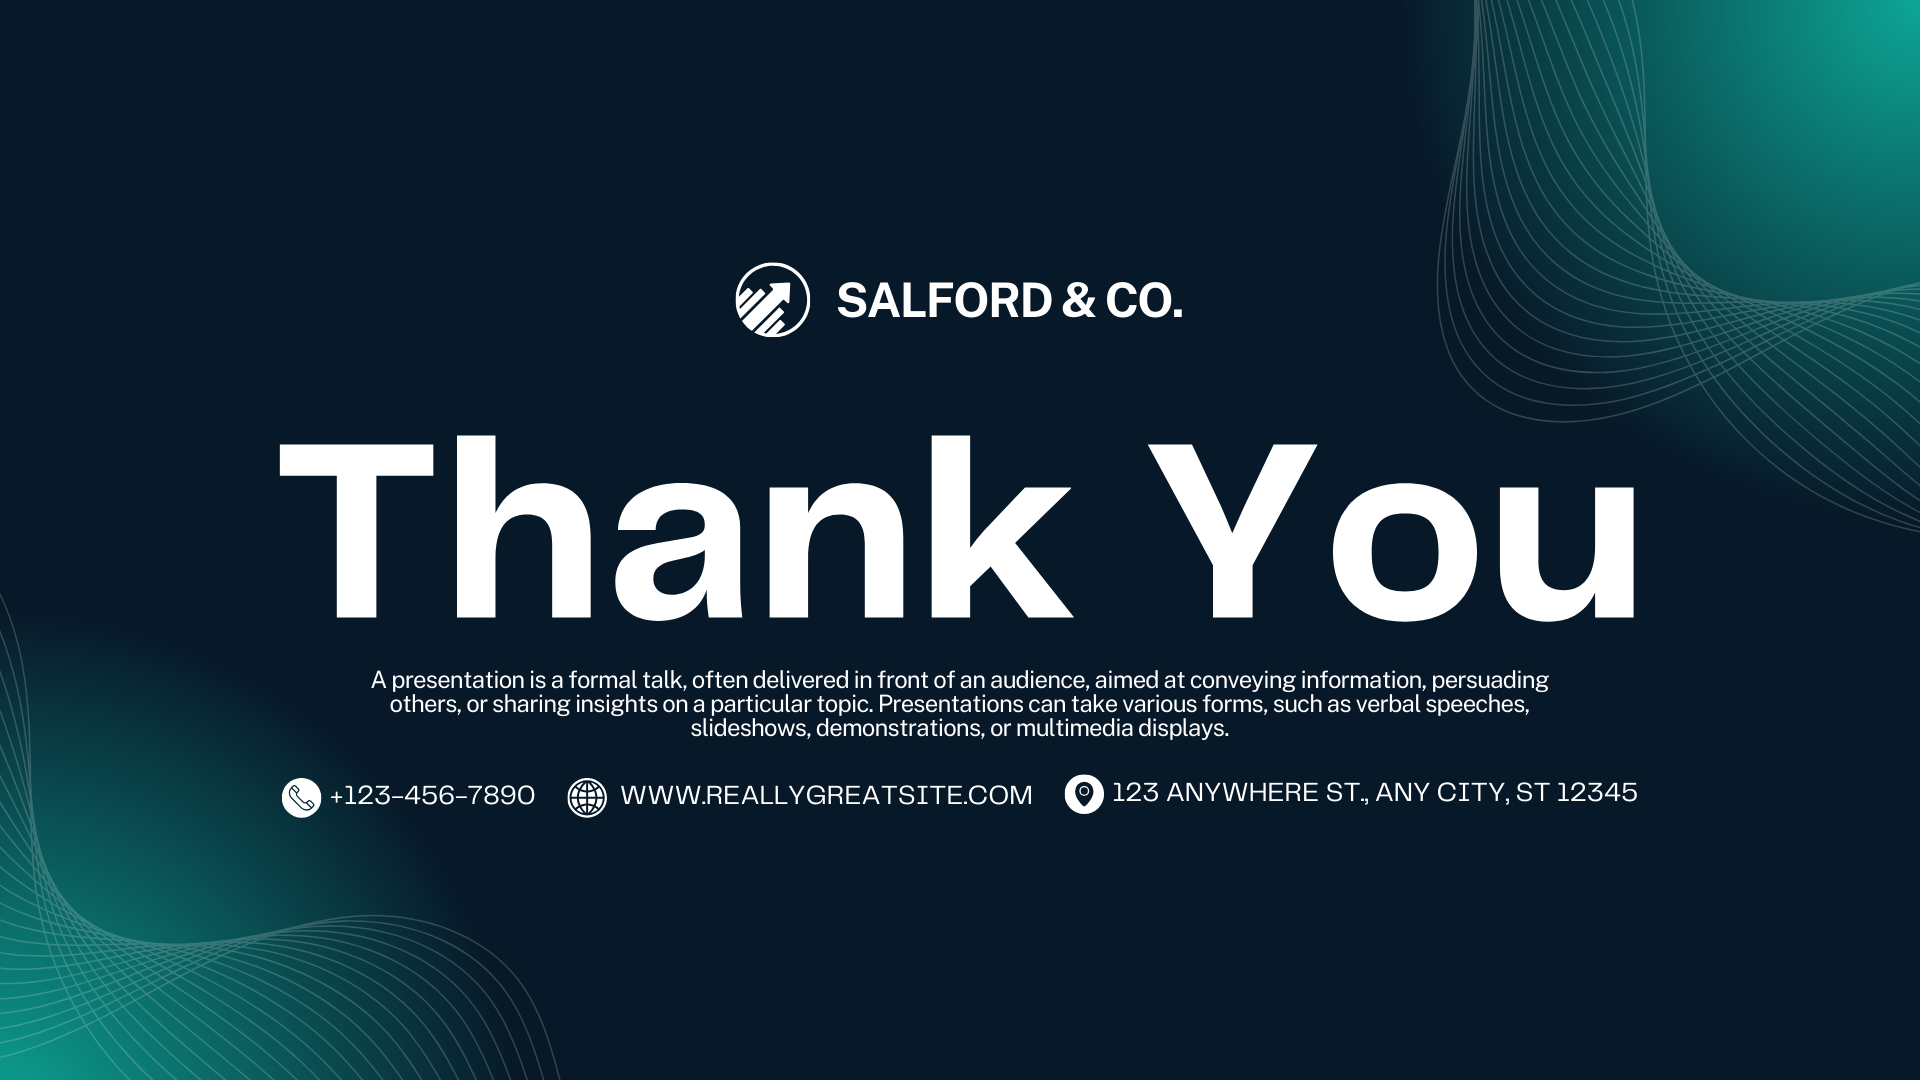 SALFORD & CO.
Thank You
A presentation is a formal talk, often delivered in front of an audience, aimed at conveying information, persuading
others, or sharing insights on a particular topic. Presentations can take various forms, such as verbal speeches,
slideshows, demonstrations, or multimedia displays.
+123-456-7890 WWW.REALLYGREATSITE.COM 123 ANYWHERE ST., ANY CITY, ST 12345